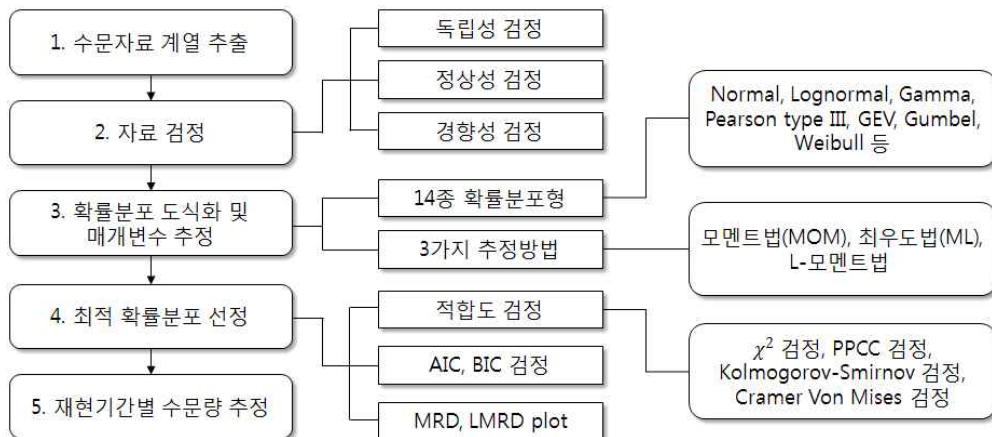 1. 수문자료 계열 추출
2. 자료 검정
3. 확률분포 도식화 및
매개변수 추정
4. 최적 확률분포 선정
5. 재현기간별 수문량 추정
독립성 검정
정상성 검정
경향성 검정
14종 확률분포형
3가지 추정방법
적합도 검정
AIC, BIC 검정
MRD, LMRD plot
Normal, Lognormal, Gamma,
Pearson type III, GEV, Gumbel,
Weibull 등
모멘트법(MOM), 최우도법(ML),
L-모멘트법
χ² 검정, PPCC 검정,
Kolmogorov-Smirnov 검정,
Cramer Von Mises 검정